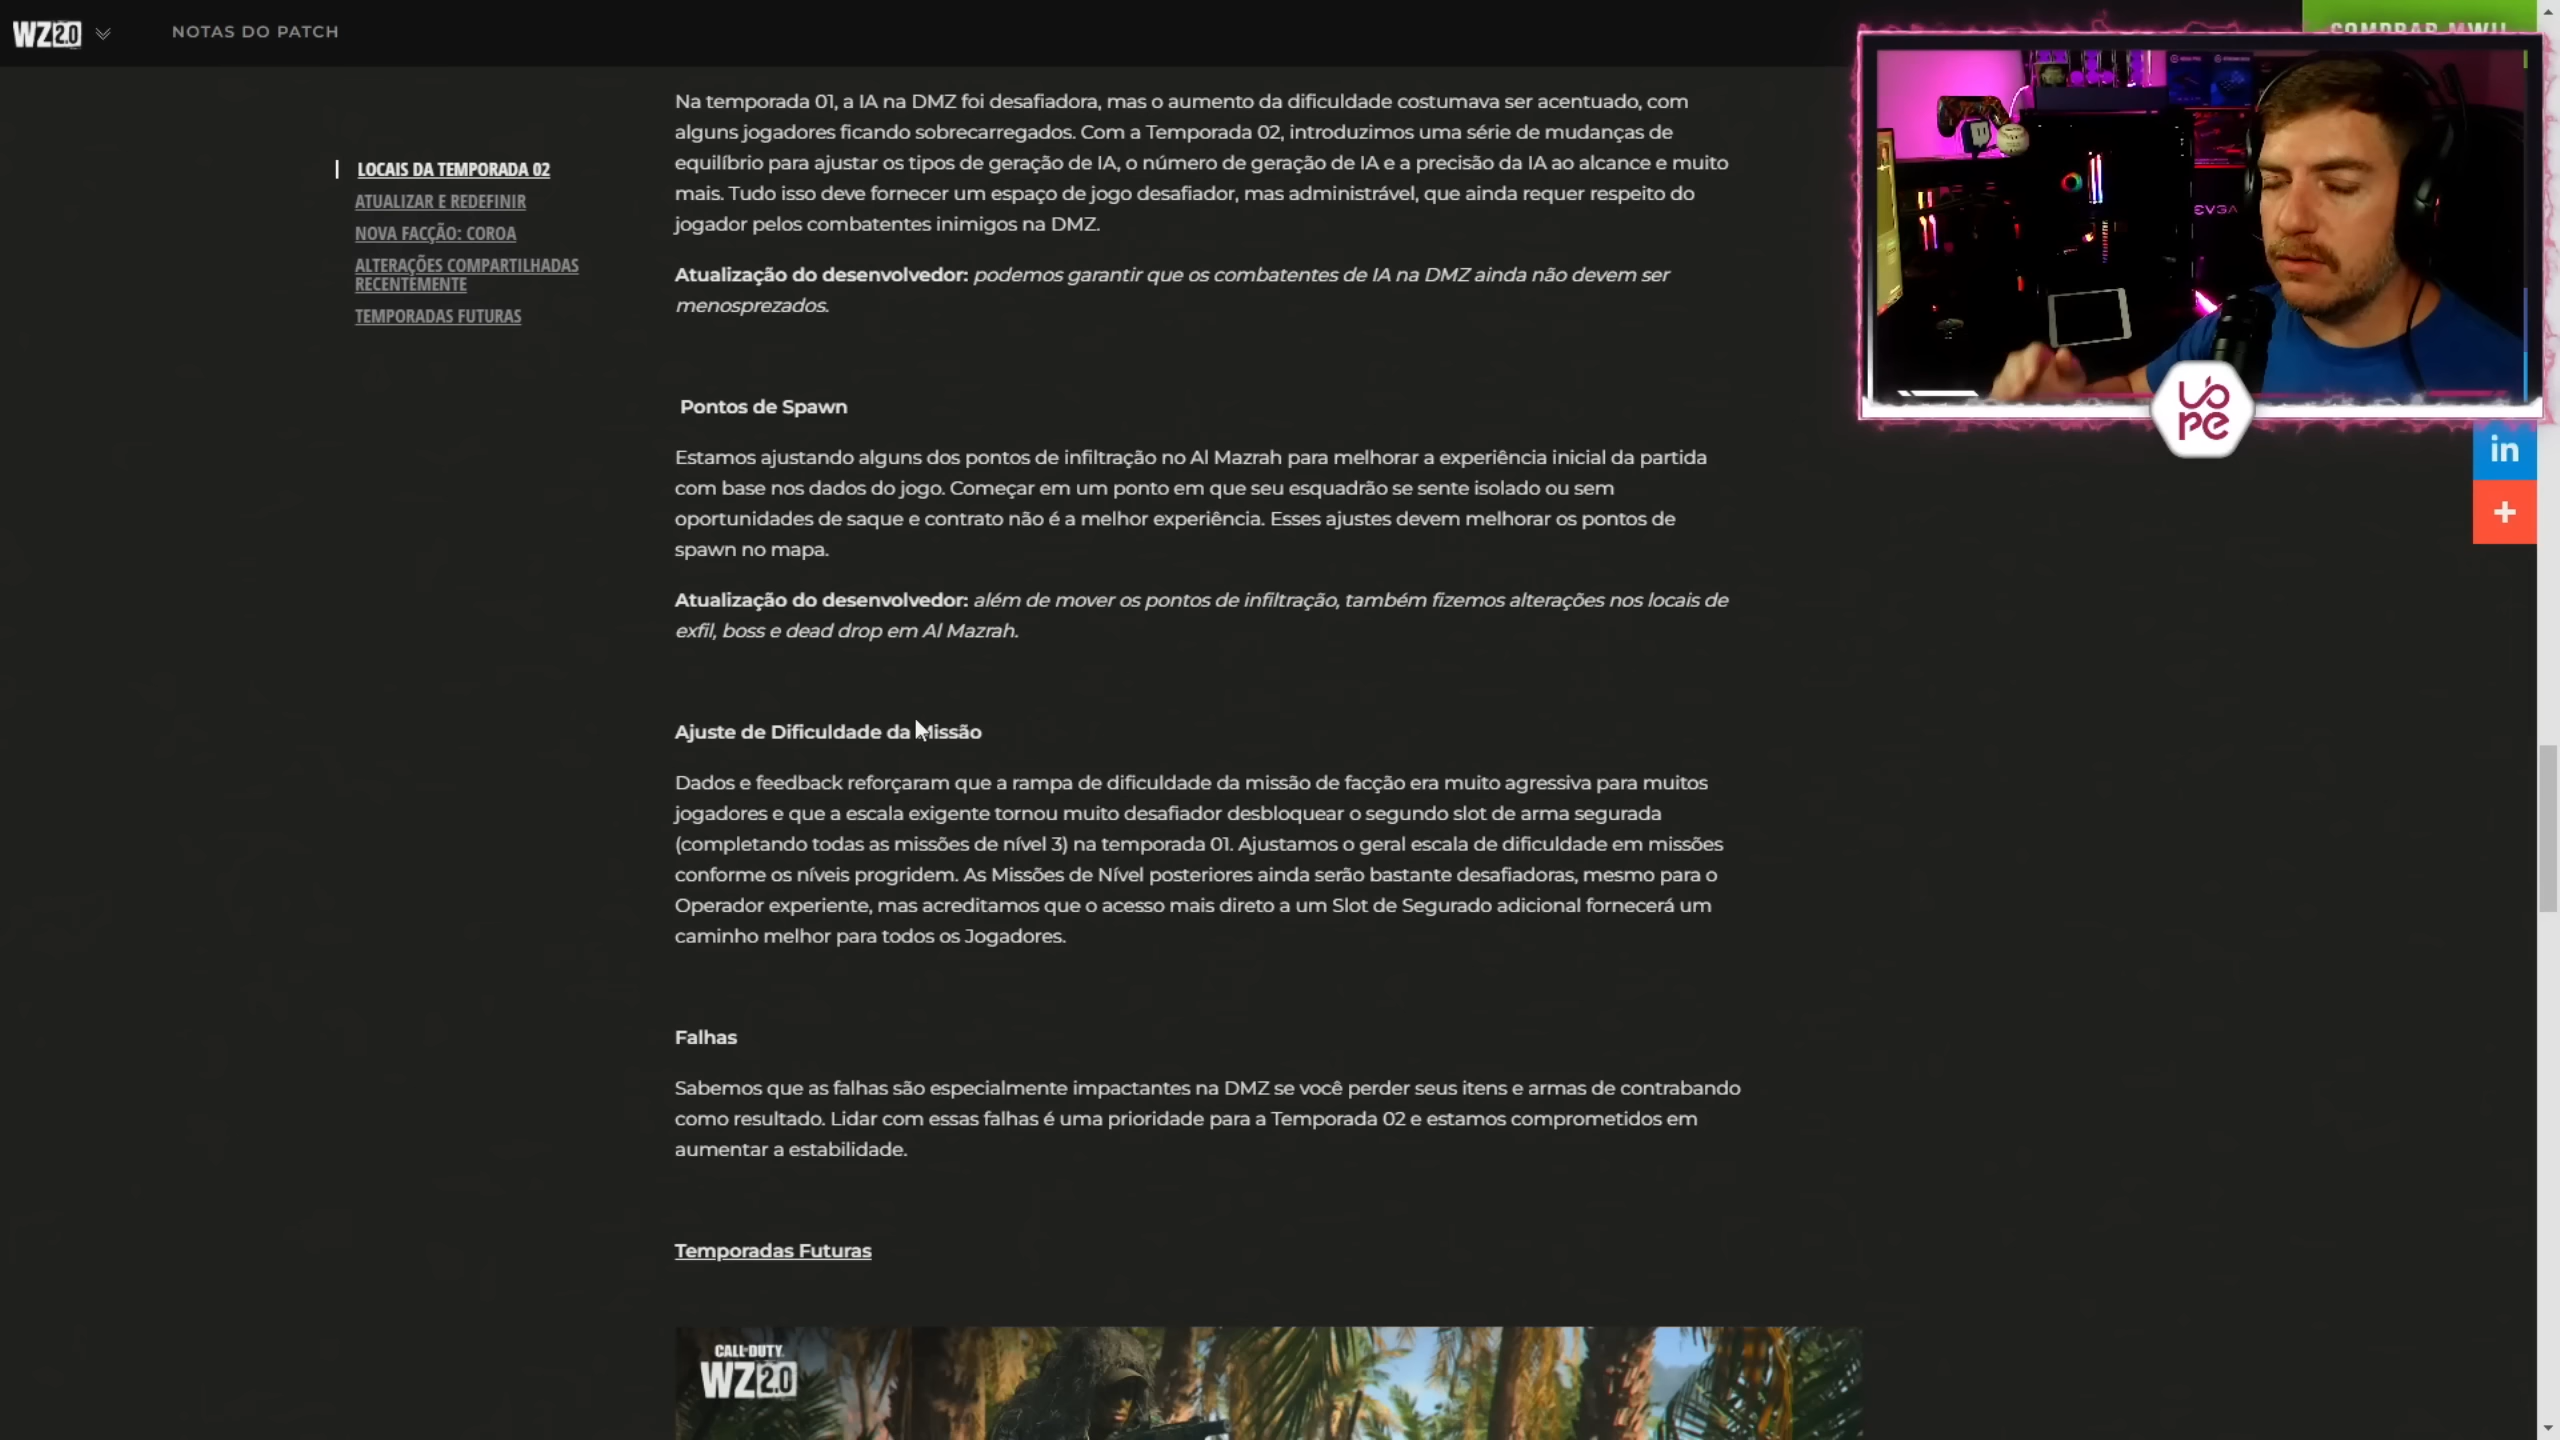 WZ2.0
NOTAS DO PATCH
LOCAIS DA TEMPORADA 02
ATUALIZAR E REDEFINIR
NOVA FACÇÃO: COROA
ALTERAÇÕES COMPARTILHADAS
RECENTEMENTE
TEMPORADAS FUTURAS
Na temporada 01, a IA na DMZ foi desafiadora, mas o aumento da dificuldade costumava ser acentuado, com
alguns jogadores ficando sobrecarregados. Com a Temporada 02, introduzimos uma série de mudanças de
equilíbrio para ajustar os tipos de geração de IA, o número de geração de IA e a precisão da IA ao alcance e muito
mais. Tudo isso deve fornecer um espaço de jogo desafiador, mas administrável, que ainda requer respeito do
jogador pelos combatentes inimigos na DMZ.
Atualização do desenvolvedor: podemos garantir que os combatentes de IA na DMZ ainda não devem ser
menosprezados.
Pontos de Spawn
Estamos ajustando alguns dos pontos de infiltração no Al Mazrah para melhorar a experiência inicial da partida
com base nos dados do jogo. Começar em um ponto em que seu esquadrão se sente isolado ou sem
oportunidades de saque e contrato não é a melhor experiência. Esses ajustes devem melhorar os pontos de
spawn no mapa.
Atualização do desenvolvedor: além de mover os pontos de infiltração, também fizemos alterações nos locais de
exfil, boss e dead drop em Al Mazrah.
Ajuste de Dificuldade da Missão
Dados e feedback reforçaram que a rampa de dificuldade da missão de facção era muito agressiva para muitos
jogadores e que a escala exigente tornou muito desafiador desbloquear o segundo slot de arma segurada
(completando todas as missões de nível 3) na temporada 01. Ajustamos o geral escala de dificuldade em missões
conforme os níveis progridem. As Missões de Nível posteriores ainda serão bastante desafiadoras, mesmo para o
Operador experiente, mas acreditamos que o acesso mais direto a um Slot de Segurado adicional fornecerá um
caminho melhor para todos os Jogadores.
Falhas
Sabemos que as falhas são especialmente impactantes na DMZ se você perder seus itens e armas de contrabando
como resultado. Lidar com essas falhas é uma prioridade para a Temporada 02 e estamos comprometidos em
aumentar a estabilidade.
Temporadas Futuras
CALL OF DUTY
WZ2.0
COMPRAR MWII
EVGA
Uó
pe
in
+